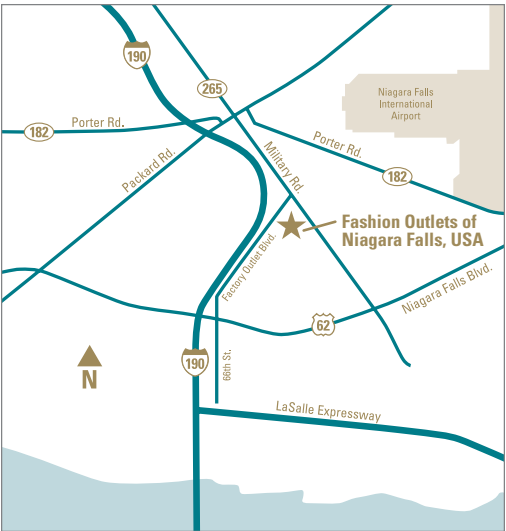 190
265
Niagara Falls
International
Airport
182
Porter Rd.
Porter Rd.
182
Military Rd.
Packard Rd.
Fashion Outlets of
Niagara Falls, USA
Factory Outlet Blvd.
Niagara Falls Blvd.
62
190
66th St.
N
LaSalle Expressway